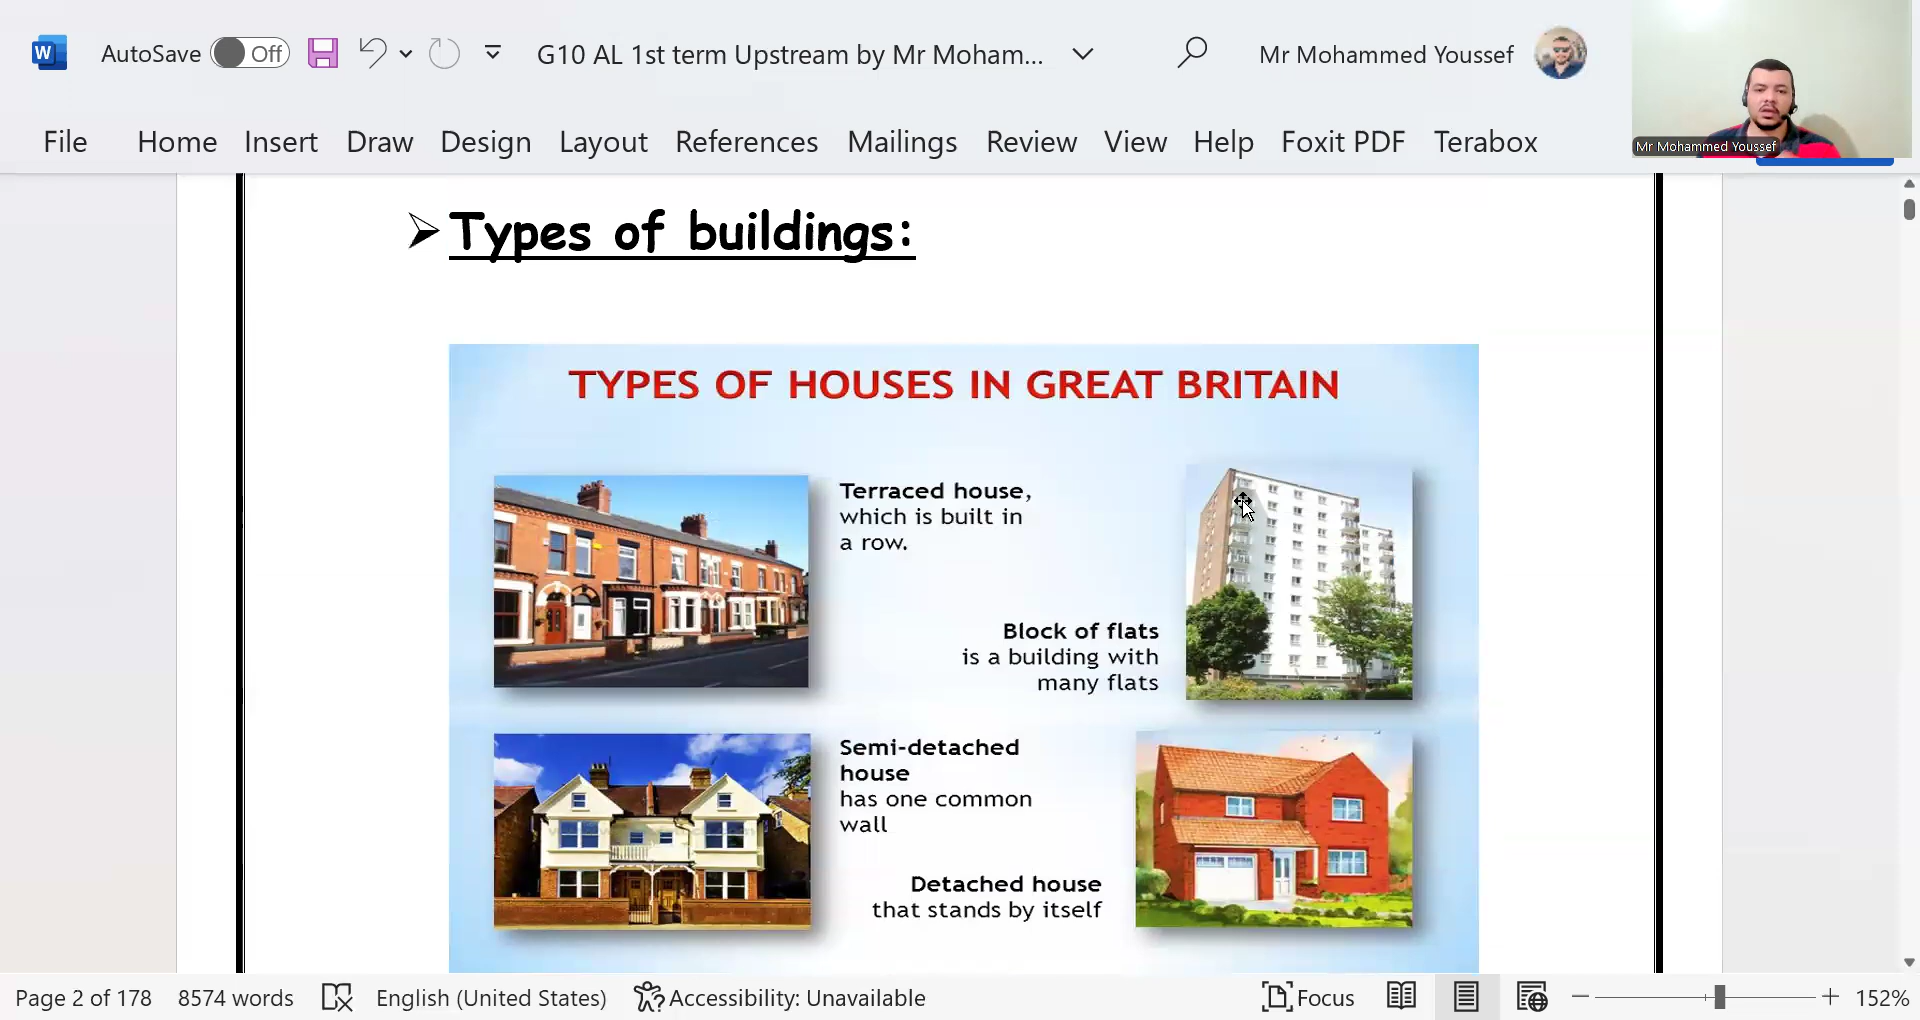 AutoSave Off
G10 AL 1st term Upstream by Mr Moham...
Mr Mohammed Youssef
File Home Insert Draw Design Layout References Mailings Review View Help Foxit PDF Terabox
Mr Mohammed Youssef
Types of buildings:
TYPES OF HOUSES IN GREAT BRITAIN
Terraced house,
which is built in
a row.
Block of flats
is a building with
many flats
Semi-detached
house
has one common
wall
Detached house
that stands by itself
Page 2 of 178 8574 words English (United States) Accessibility: Unavailable Focus 152%